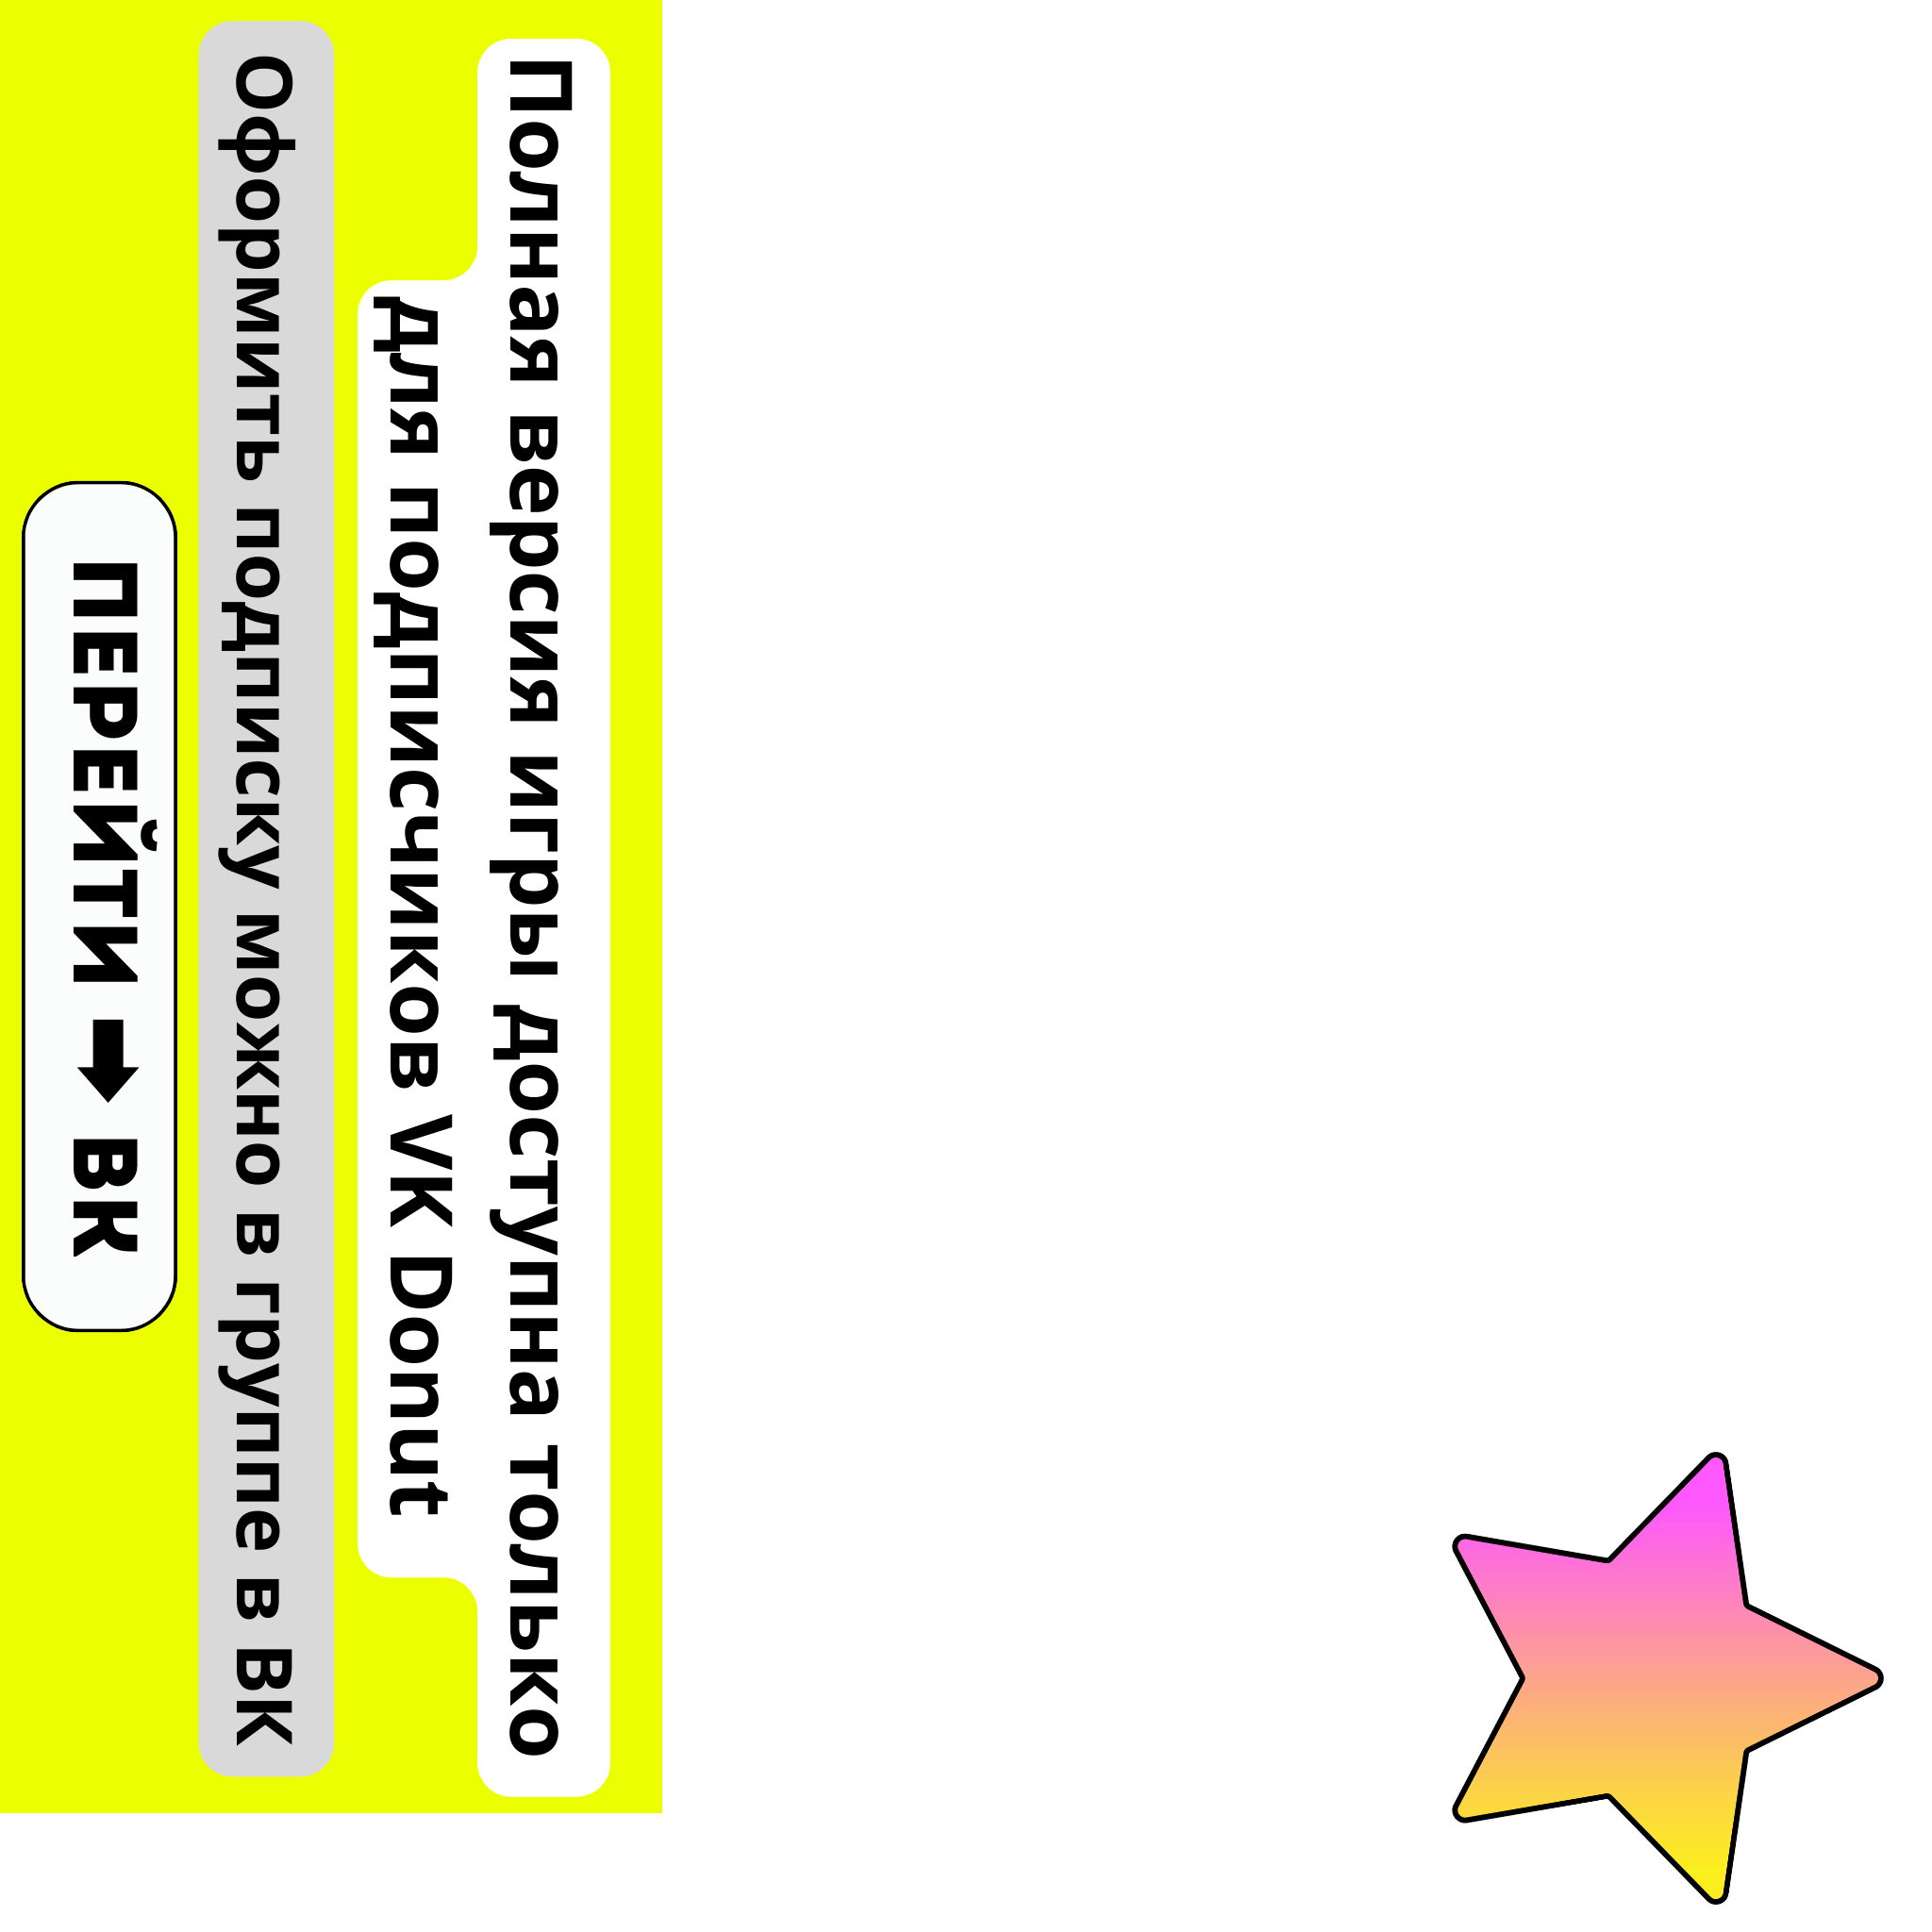 Полная версия игры доступна только
для подписчиков VK Donut
Оформить подписку можно в группе в ВК
ПЕРЕЙТИ ➡ ВК